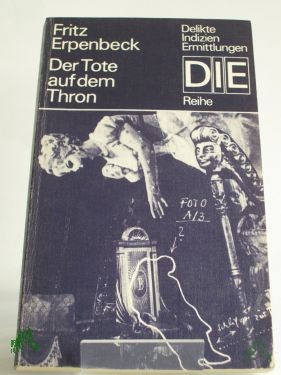 Fritz
Erpenbeck
Der Tote
auf dem
Thron
Delikte
Indizien
Ermittlungen
DIE
Reihe
FOTO
A/3
2